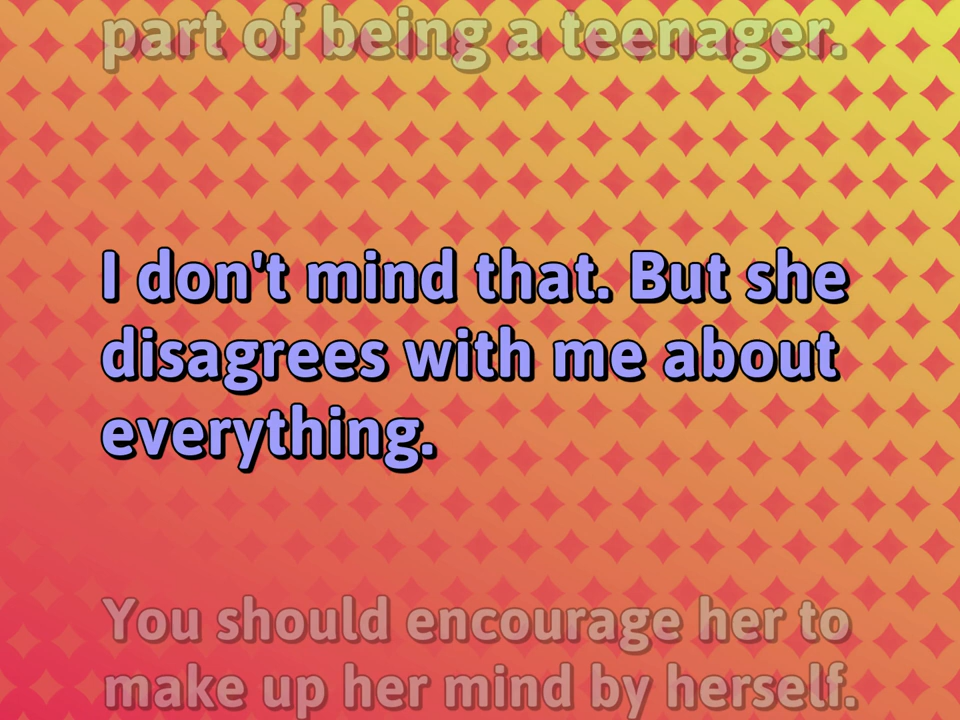 part of being a teenager.
I don't mind that. But she
disagrees with me about
everything.
You should encourage her to
make up her mind by herself.